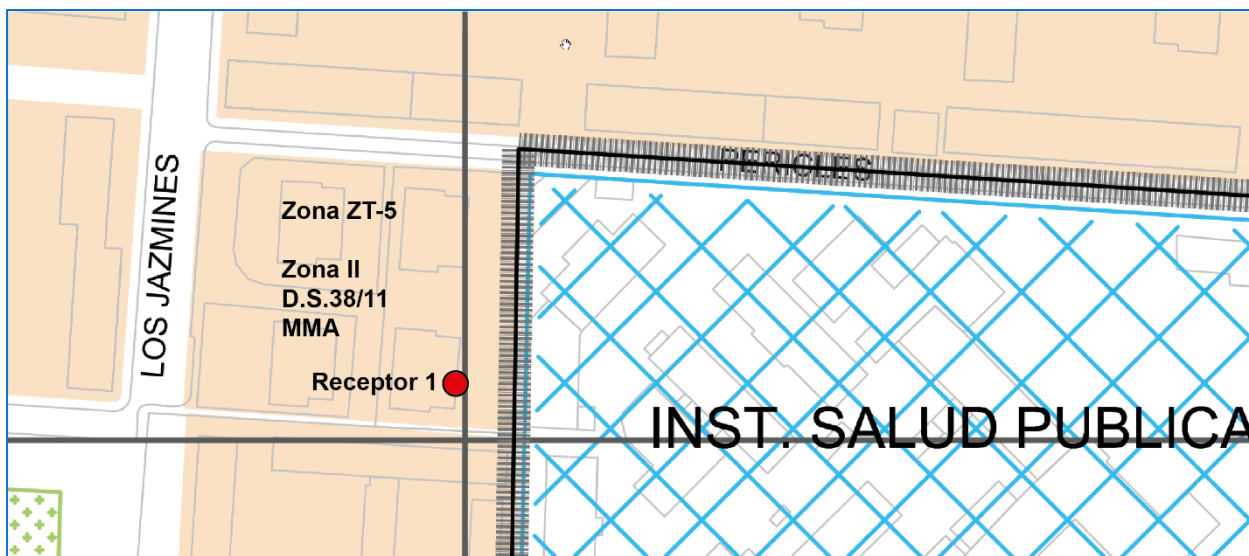 PERICLES
LOS JAZMINES
Zona ZT-5
Zona II
D.S.38/11
MMA
Receptor 1
INST. SALUD PUBLICA